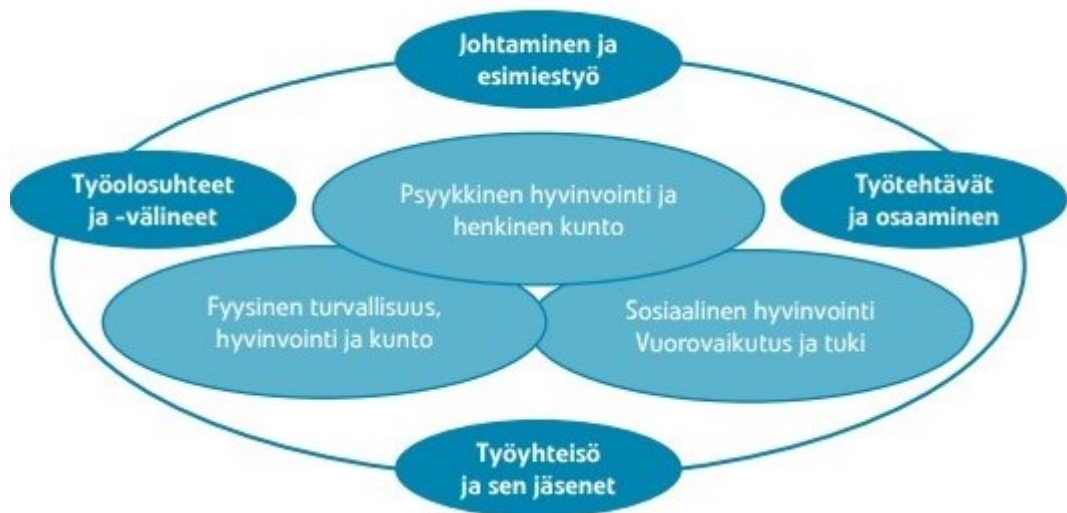 Johtaminen ja
esimiestyö
Työolosuhteet
ja -välineet
Psyykkinen hyvinvointi ja
henkinen kunto
Työtehtävät
ja osaaminen
Fyysinen turvallisuus,
hyvinvointi ja kunto
Sosiaalinen hyvinvointi
Vuorovaikutus ja tuki
Työyhteisö
ja sen jäsenet